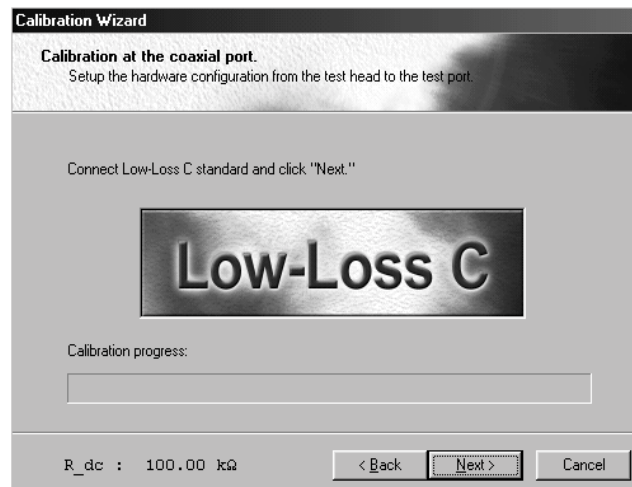 Calibration Wizard
Calibration at the coaxial port.
Setup the hardware configuration from the test head to the test port.
Connect Low-Loss C standard and click "Next."
Low-Loss C
Calibration progress:
R_dc : 100.00 kΩ
< Back
Next >
Cancel